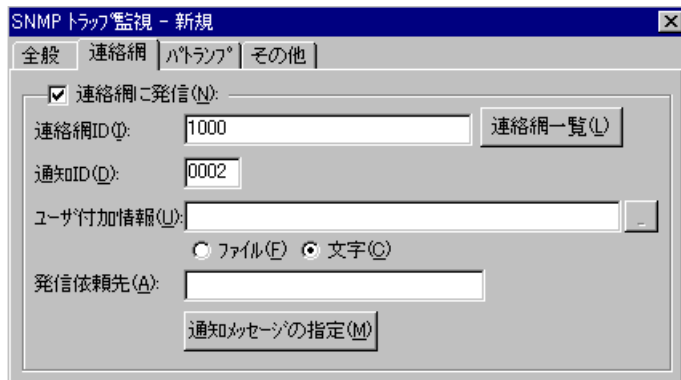 SNMP ﾄﾗｯﾌﾟ監視 - 新規
全般 連絡網 ﾊﾟﾄﾗﾝﾌﾟ その他
連絡網に発信(N):
連絡網ID(I): 1000 連絡網一覧(L)
通知ID(D): 0002
ﾕｰｻﾞ付加情報(U): _
ﾌｧｲﾙ(F) 文字(C)
発信依頼先(A):
通知ﾒｯｾｰｼﾞの指定(M)